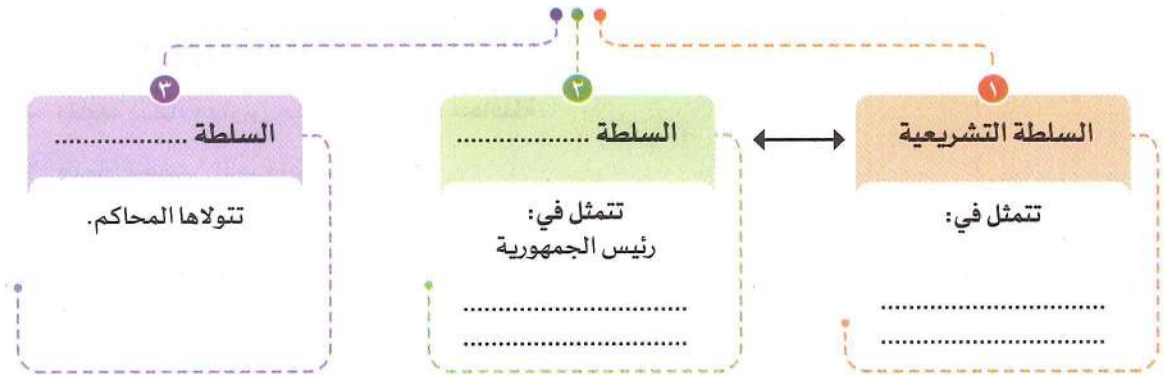 ١
السلطة التشريعية
تتمثل في:
................................
................................
٢
السلطة ...................
تتمثل في:
رئيس الجمهورية
................................
................................
٣
السلطة ...................
تتولاها المحاكم.